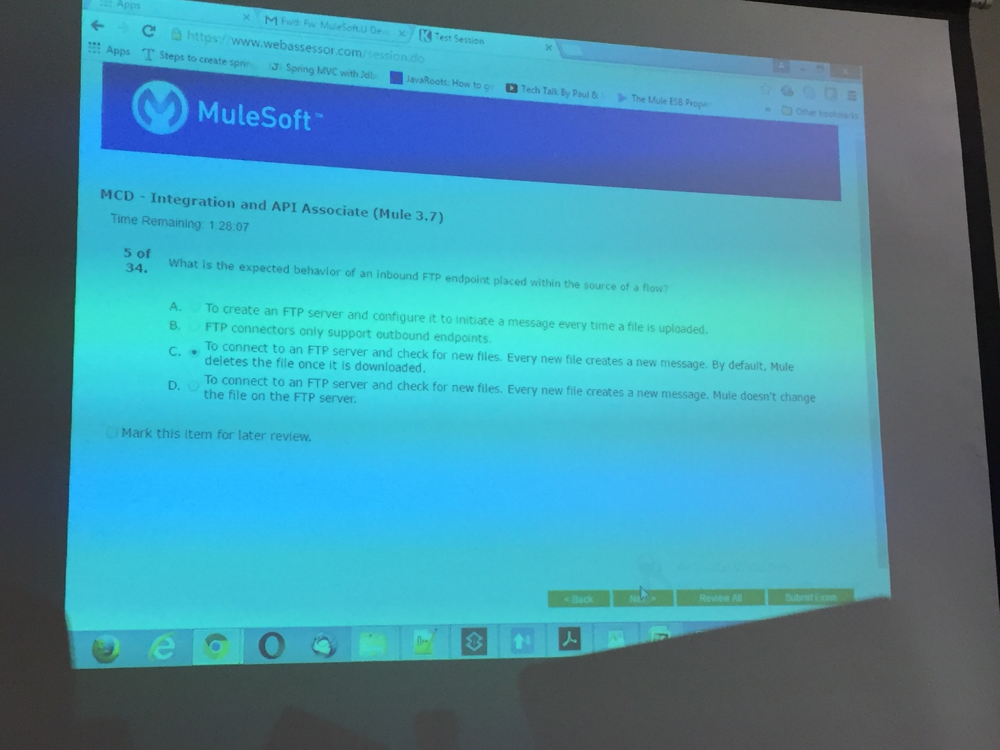 Apps
Fwd: Fw: MuleSoft.U De
Test Session
https://www.webassessor.com/session.do
Apps
Steps to create sprin
Spring MVC with Jdb
JavaRoots: How to g
Tech Talk By Paul &
The Mule ESB Prope
»
Other bookmarks
MuleSoft™
MCD - Integration and API Associate (Mule 3.7)
Time Remaining: 1:28:07
5 of
34.
What is the expected behavior of an inbound FTP endpoint placed within the source of a flow?
A. To create an FTP server and configure it to initiate a message every time a file is uploaded.
B. FTP connectors only support outbound endpoints.
C. To connect to an FTP server and check for new files. Every new file creates a new message. By default, Mule
deletes the file once it is downloaded.
D. To connect to an FTP server and check for new files. Every new file creates a new message. Mule doesn't change
the file on the FTP server.
Mark this item for later review.
< Back
Next >
Review All
Submit Exam